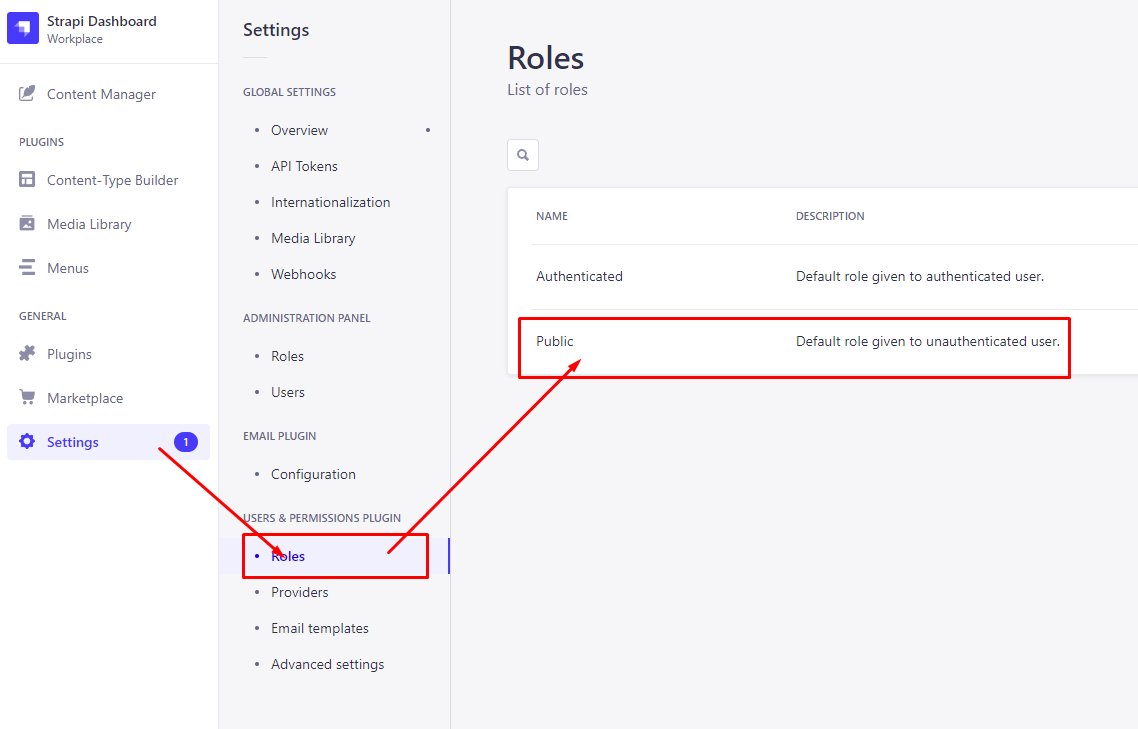 Strapi Dashboard
Workplace
Content Manager
PLUGINS
Content-Type Builder
Media Library
Menus
GENERAL
Plugins
Marketplace
Settings 1
Settings
GLOBAL SETTINGS
Overview
API Tokens
Internationalization
Media Library
Webhooks
ADMINISTRATION PANEL
Roles
Users
EMAIL PLUGIN
Configuration
USERS & PERMISSIONS PLUGIN
Roles
Providers
Email templates
Advanced settings
Roles
List of roles
NAME DESCRIPTION
Authenticated Default role given to authenticated user.
Public Default role given to unauthenticated user.